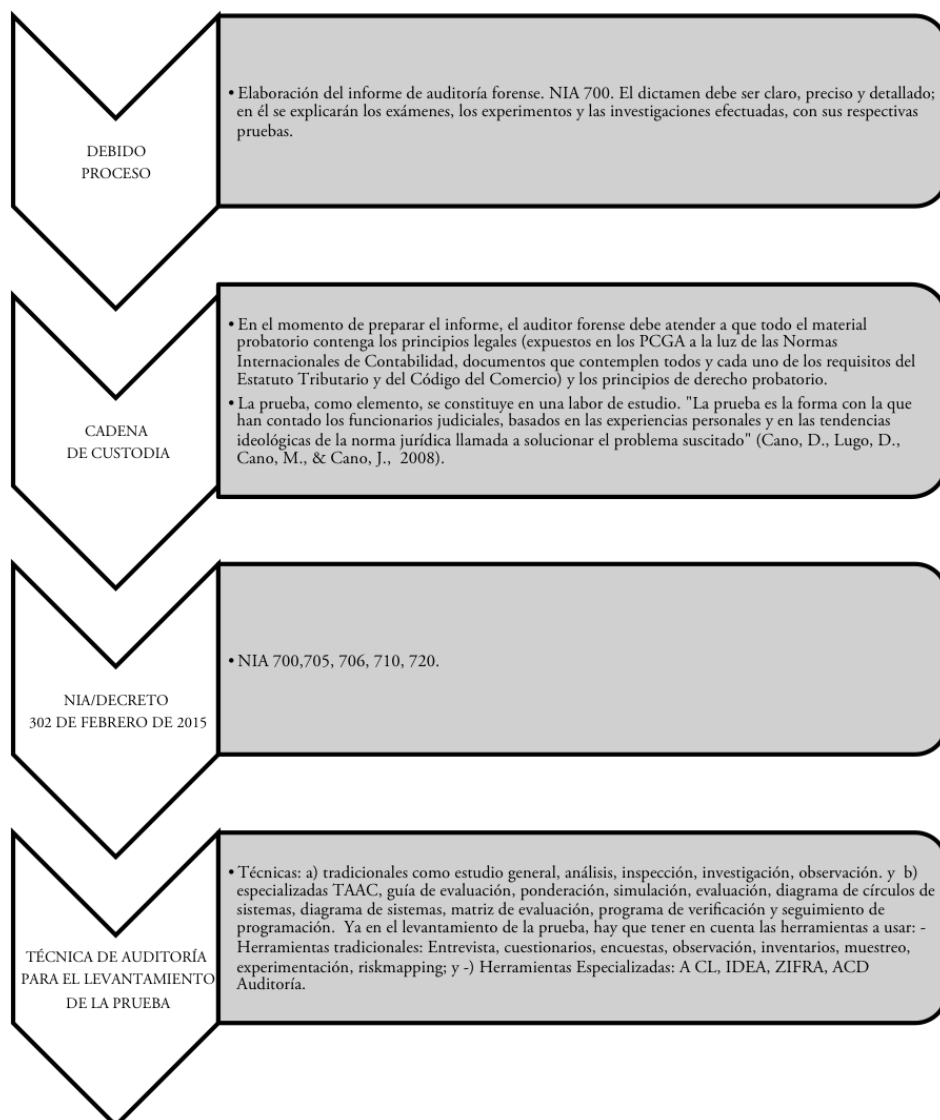 DEBIDO
PROCESO
• Elaboración del informe de auditoría forense. NIA 700. El dictamen debe ser claro, preciso y detallado;
en él se explicarán los exámenes, los experimentos y las investigaciones efectuadas, con sus respectivas
pruebas.
CADENA
DE CUSTODIA
• En el momento de preparar el informe, el auditor forense debe atender a que todo el material
probatorio contenga los principios legales (expuestos en los PCGA a la luz de las Normas
Internacionales de Contabilidad, documentos que contemplen todos y cada uno de los requisitos del
Estatuto Tributario y del Código del Comercio) y los principios de derecho probatorio.
• La prueba, como elemento, se constituye en una labor de estudio. "La prueba es la forma con la que
han contado los funcionarios judiciales, basados en las experiencias personales y en las tendencias
ideológicas de la norma jurídica llamada a solucionar el problema suscitado" (Cano, D., Lugo, D.,
Cano, M., & Cano, J., 2008).
NIA/DECRETO
302 DE FEBRERO DE 2015
• NIA 700,705, 706, 710, 720.
TÉCNICA DE AUDITORÍA
PARA EL LEVANTAMIENTO
DE LA PRUEBA
• Técnicas: a) tradicionales como estudio general, análisis, inspección, investigación, observación. y b)
especializadas TAAC, guía de evaluación, ponderación, simulación, evaluación, diagrama de círculos de
sistemas, diagrama de sistemas, matriz de evaluación, programa de verificación y seguimiento de
programación. Ya en el levantamiento de la prueba, hay que tener en cuenta las herramientas a usar: -
Herramientas tradicionales: Entrevista, cuestionarios, encuestas, observación, inventarios, muestreo,
experimentación, riskmapping; y -) Herramientas Especializadas: A CL, IDEA, ZIFRA, ACD
Auditoría.